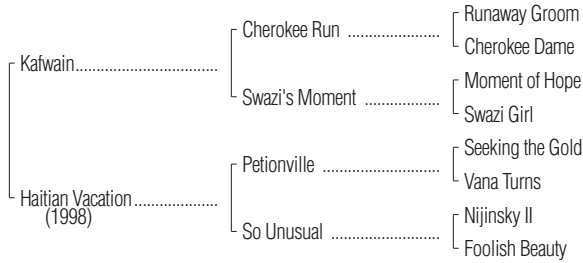 Runaway Groom
Cherokee Run ....................
Cherokee Dame
Kafwain................................
Moment of Hope
Swazi's Moment ................
Swazi Girl
Seeking the Gold
Petionville .........................
Vana Turns
Haitian Vacation..................
(1998)
Nijinsky II
So Unusual ........................
Foolish Beauty